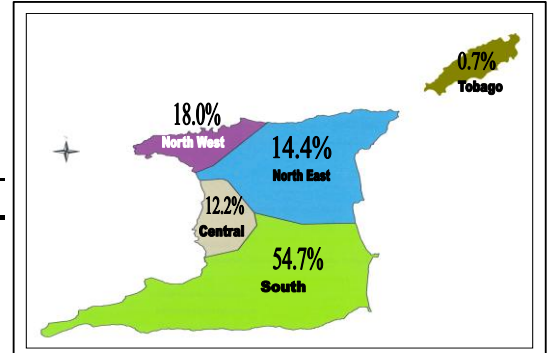 0.7%
Tobago
18.0%
North West
14.4%
North East
12.2%
Central
54.7%
South